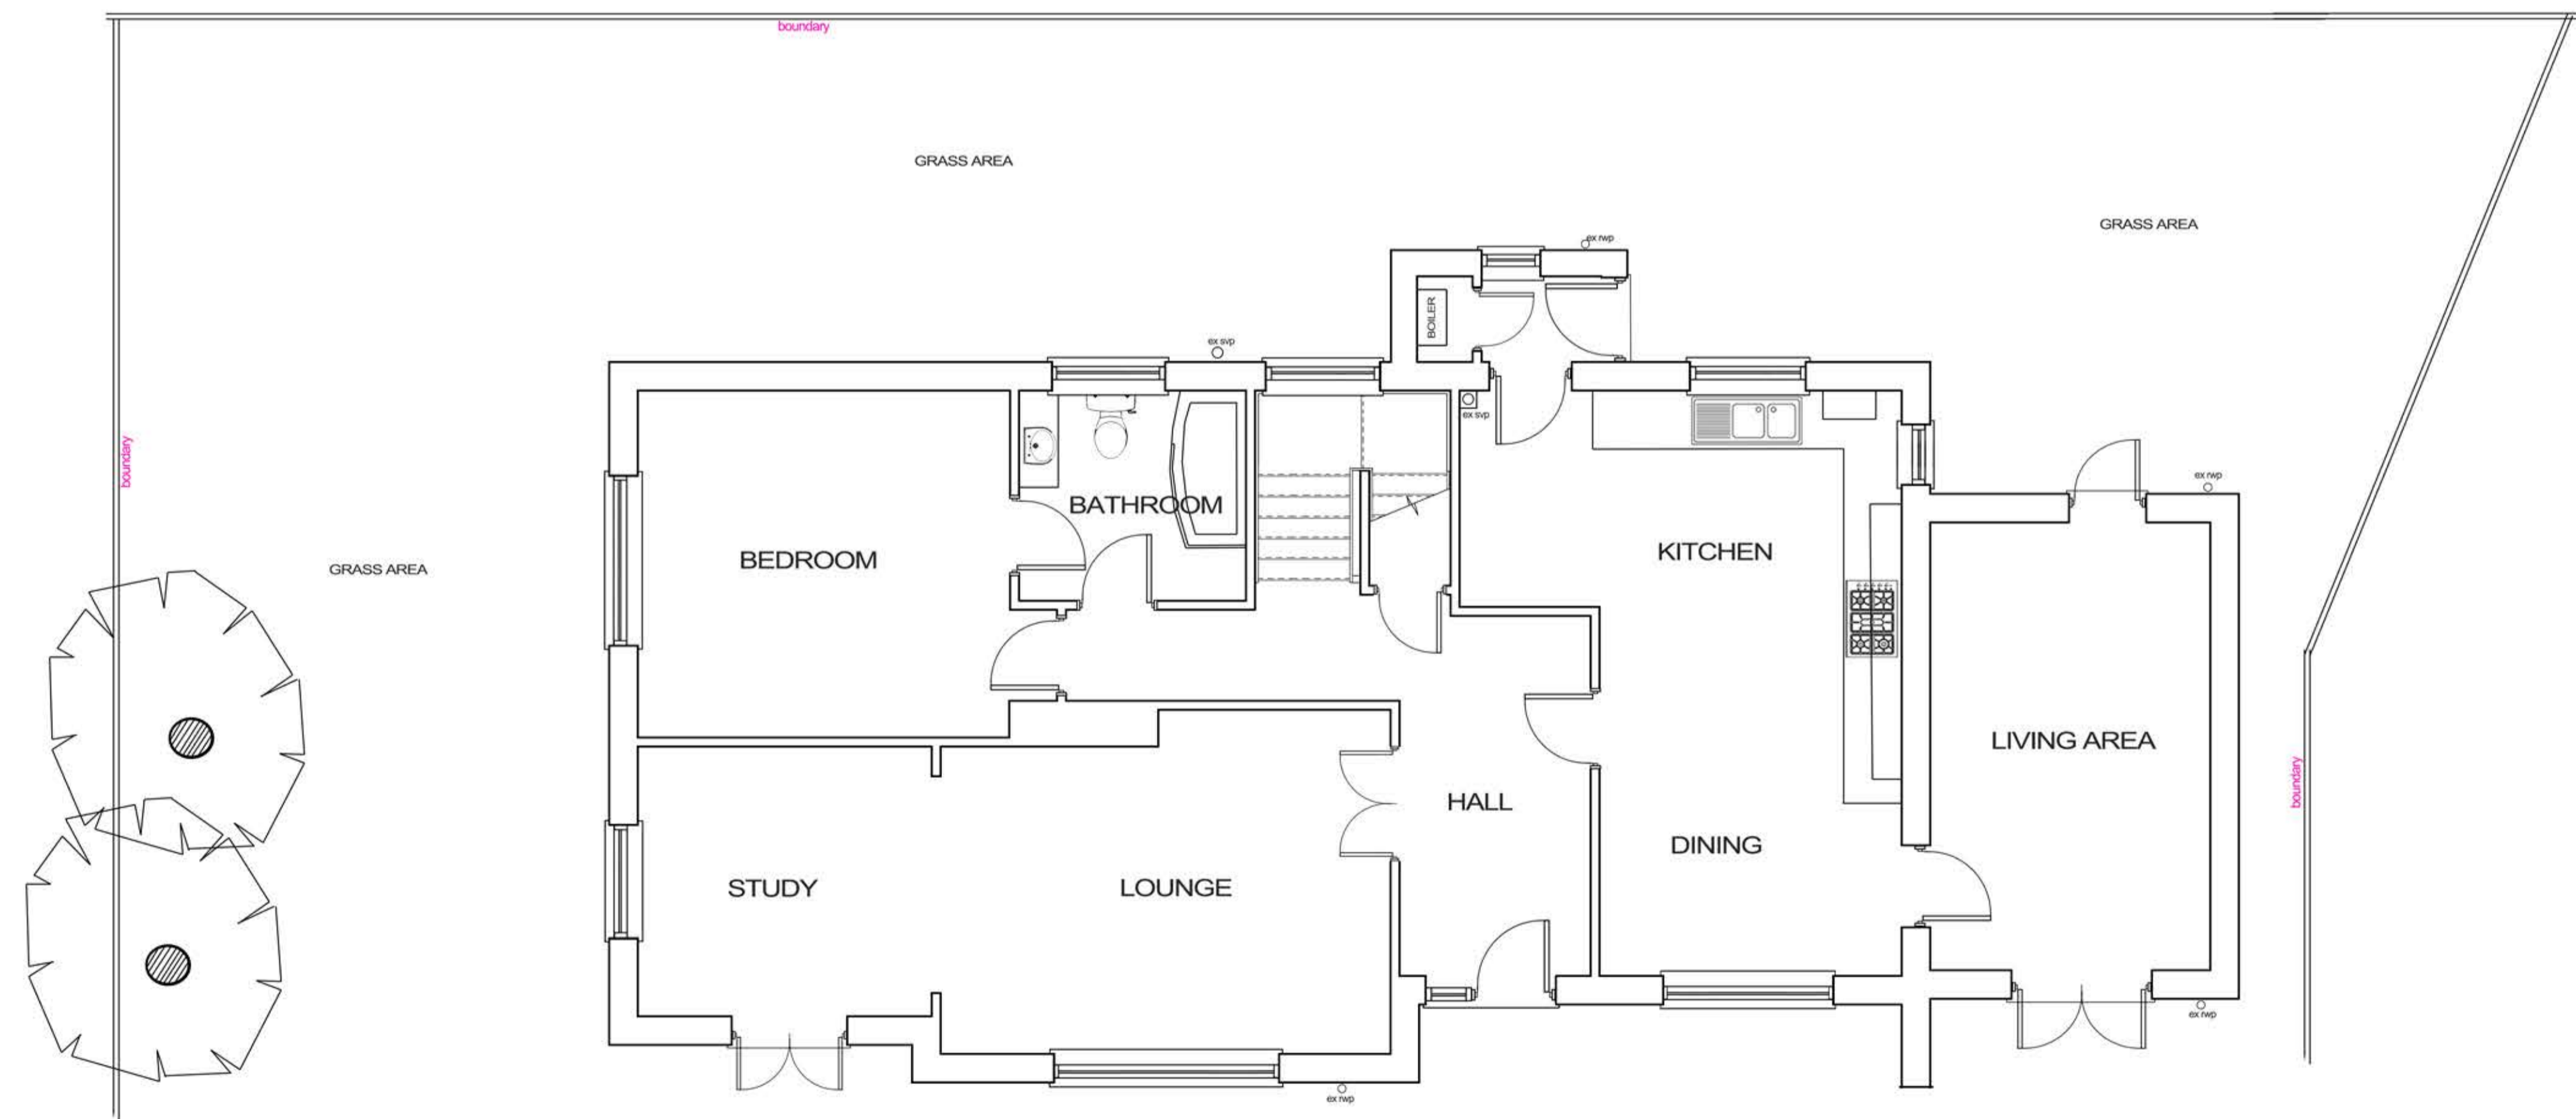 boundary
GRASS AREA
GRASS AREA
ex rwp
BOILER
ex svp
ex svp
boundary
ex rwp
BATHROOM
KITCHEN
BEDROOM
GRASS AREA
LIVING AREA
boundary
HALL
DINING
STUDY
LOUNGE
ex rwp
ex rwp